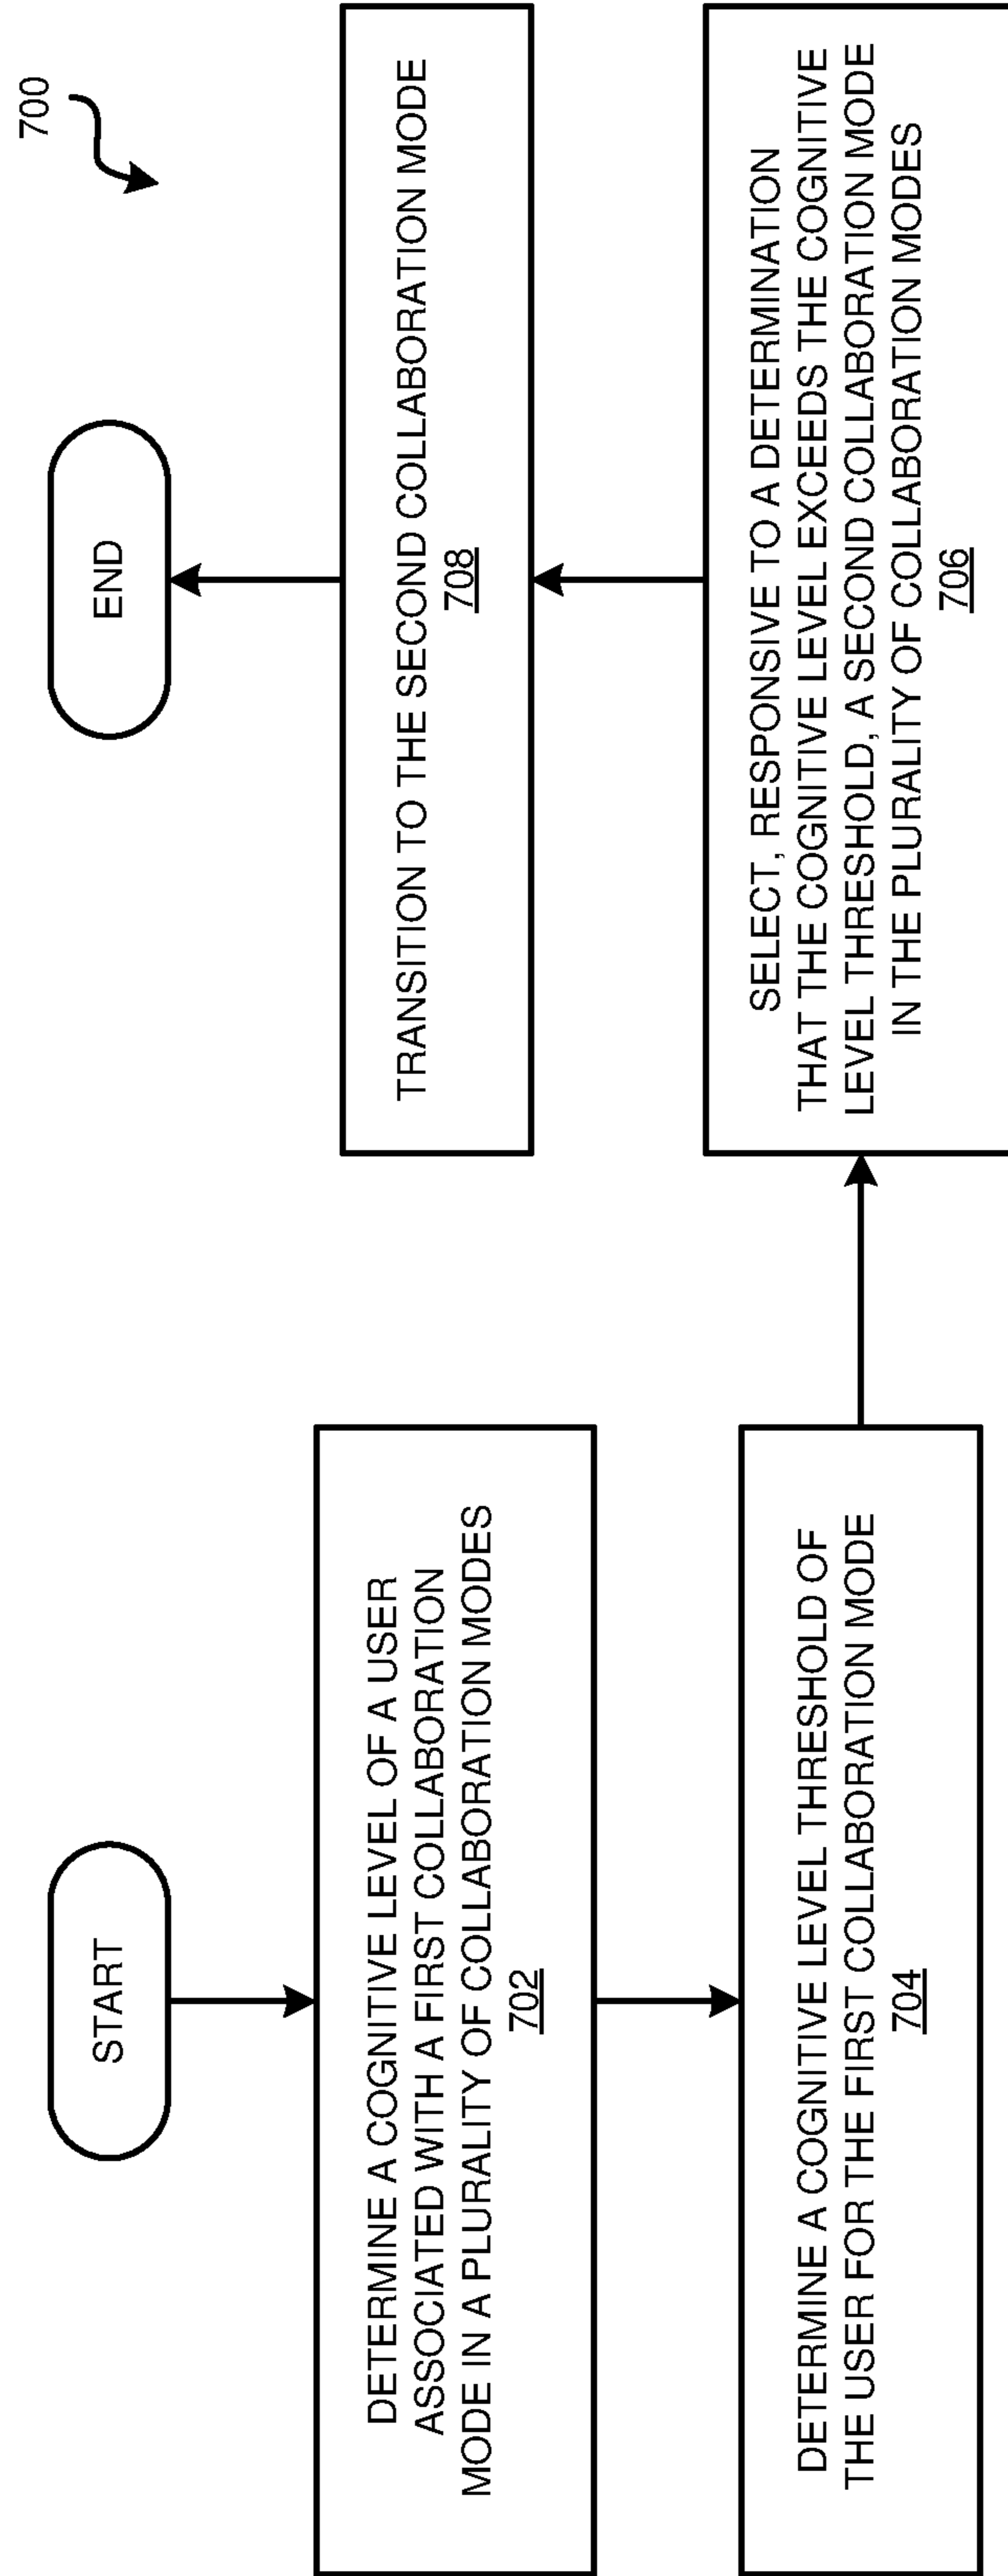 700
START
DETERMINE A COGNITIVE LEVEL OF A USER
ASSOCIATED WITH A FIRST COLLABORATION
MODE IN A PLURALITY OF COLLABORATION MODES
702
DETERMINE A COGNITIVE LEVEL THRESHOLD OF
THE USER FOR THE FIRST COLLABORATION MODE
704
SELECT, RESPONSIVE TO A DETERMINATION
THAT THE COGNITIVE LEVEL EXCEEDS THE COGNITIVE
LEVEL THRESHOLD, A SECOND COLLABORATION MODE
IN THE PLURALITY OF COLLABORATION MODES
706
TRANSITION TO THE SECOND COLLABORATION MODE
708
END